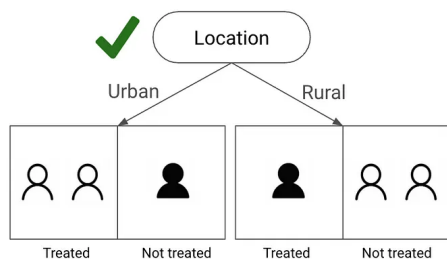 Location
Urban
Rural
Treated
Not treated
Treated
Not treated